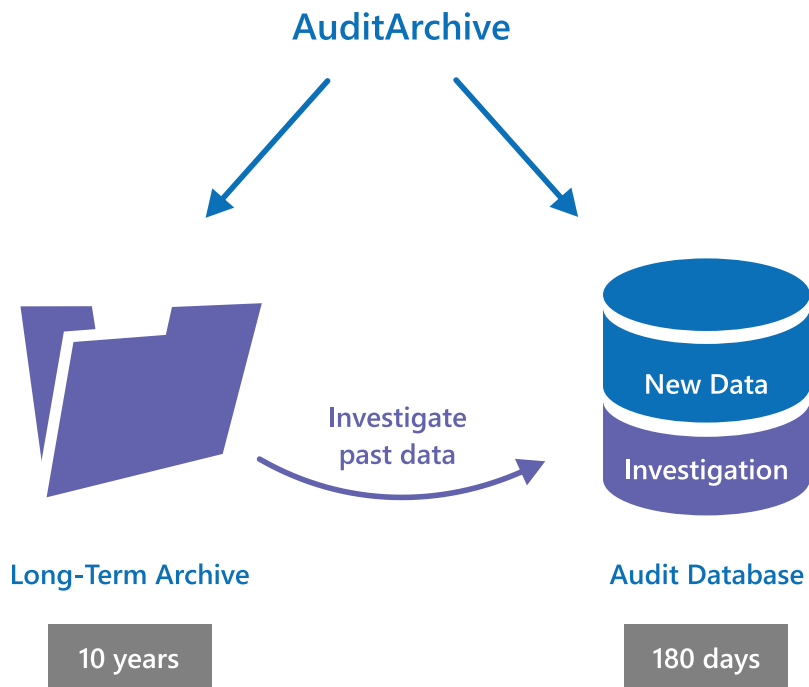 AuditArchive
Investigate
past data
New Data
Investigation
Long-Term Archive
Audit Database
10 years
180 days